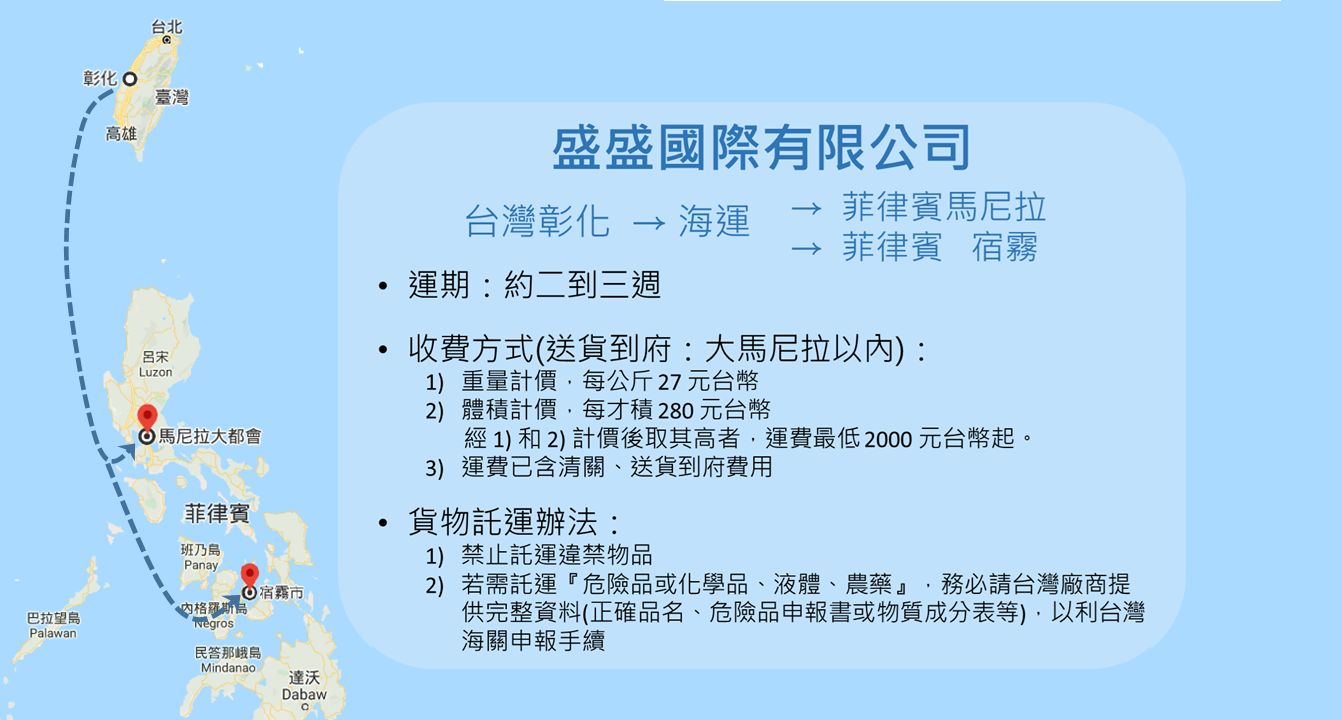 台北
彰化
臺灣
高雄
盛盛國際有限公司
台灣彰化 → 海運 → 菲律賓馬尼拉
→ 菲律賓 宿霧
• 運期：約二到三週
• 收費方式(送貨到府：大馬尼拉以內)：
1) 重量計價，每公斤 27 元台幣
2) 體積計價，每才積 280 元台幣
經 1) 和 2) 計價後取其高者，運費最低 2000 元台幣起。
3) 運費已含清關、送貨到府費用
• 貨物託運辦法：
1) 禁止託運違禁物品
2) 若需託運『危險品或化學品、液體、農藥』，務必請台灣廠商提
供完整資料(正確品名、危險品申報書或物質成分表等)，以利台灣
海關申報手續
呂宋
Luzon
馬尼拉大都會
菲律賓
班乃島
Panay
宿霧市
內格羅斯島
Negros
巴拉望島
Palawan
民答那峨島
Mindanao
達沃
Dabaw